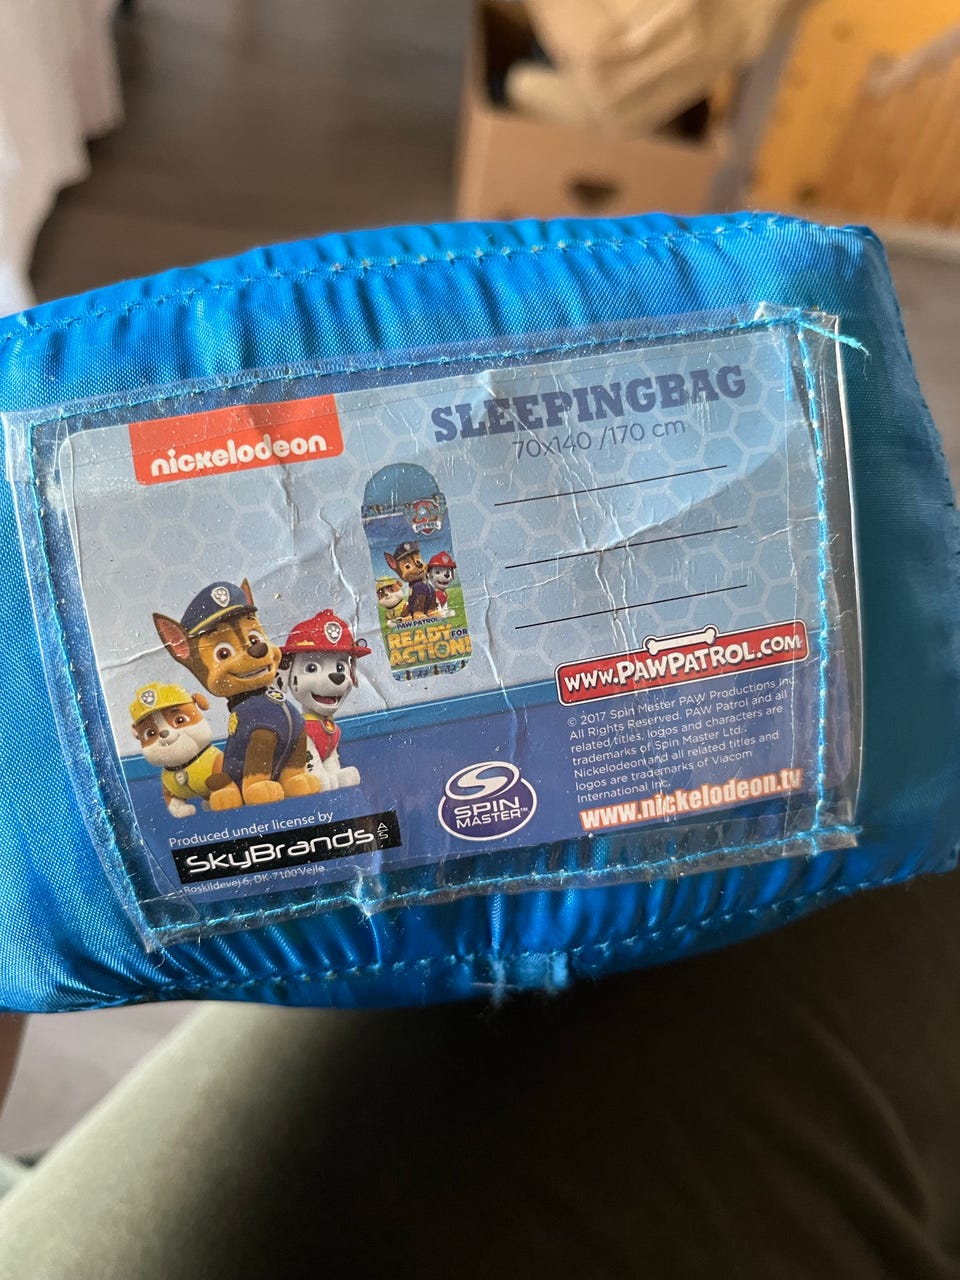 nickelodeon
SLEEPINGBAG
70x140 /170 cm
PAW PATROL
READY FOR
ACTION!
www.PAWPATROL.COM
© 2017 Spin Master PAW Productions Inc.
All Rights Reserved. PAW Patrol and all
related titles, logos and characters are
trademarks of Spin Master Ltd.
Nickelodeon and all related titles and
logos are trademarks of Viacom
International Inc.
www.nickelodeon.tv
SPIN
MASTER™
Produced under license by
SkyBrands A/S
Roskildevej 6, DK-7100 Vejle